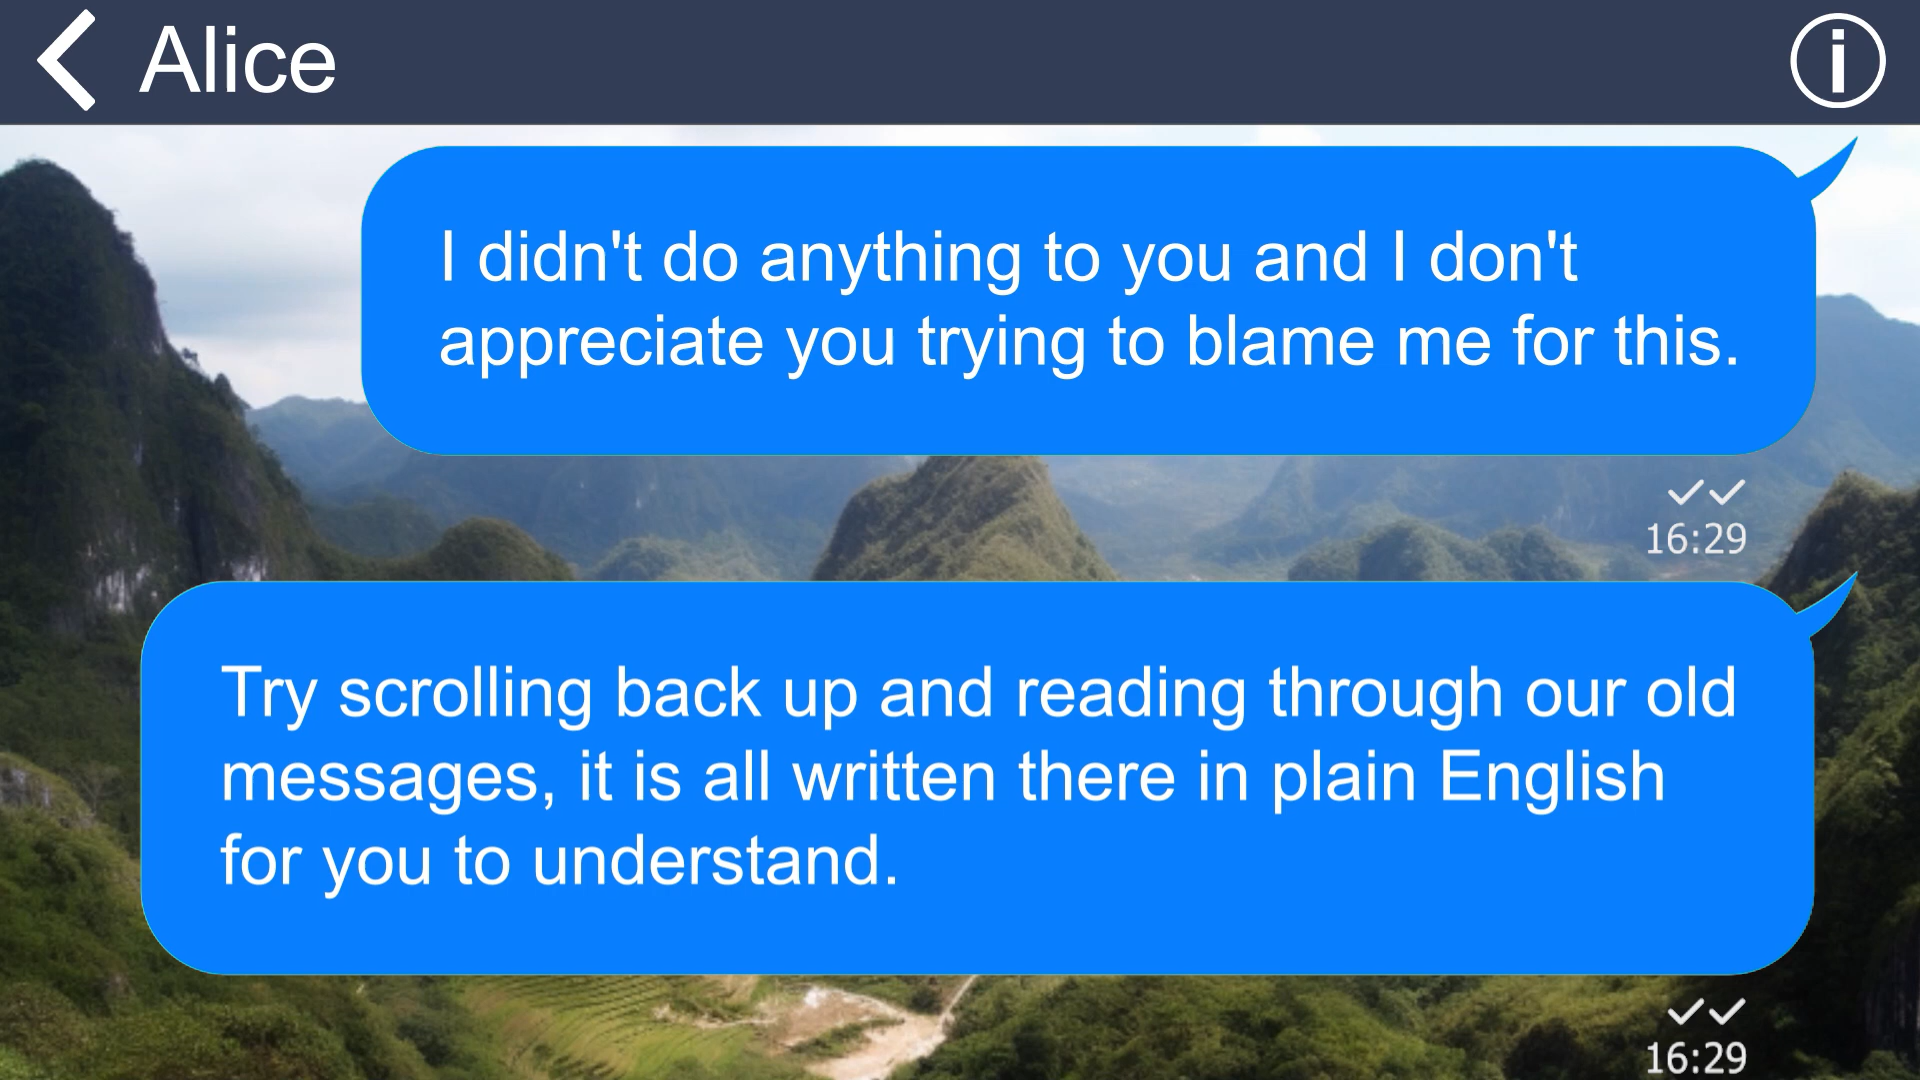 Alice
I didn't do anything to you and I don't
appreciate you trying to blame me for this.
16:29
Try scrolling back up and reading through our old
messages, it is all written there in plain English
for you to understand.
16:29